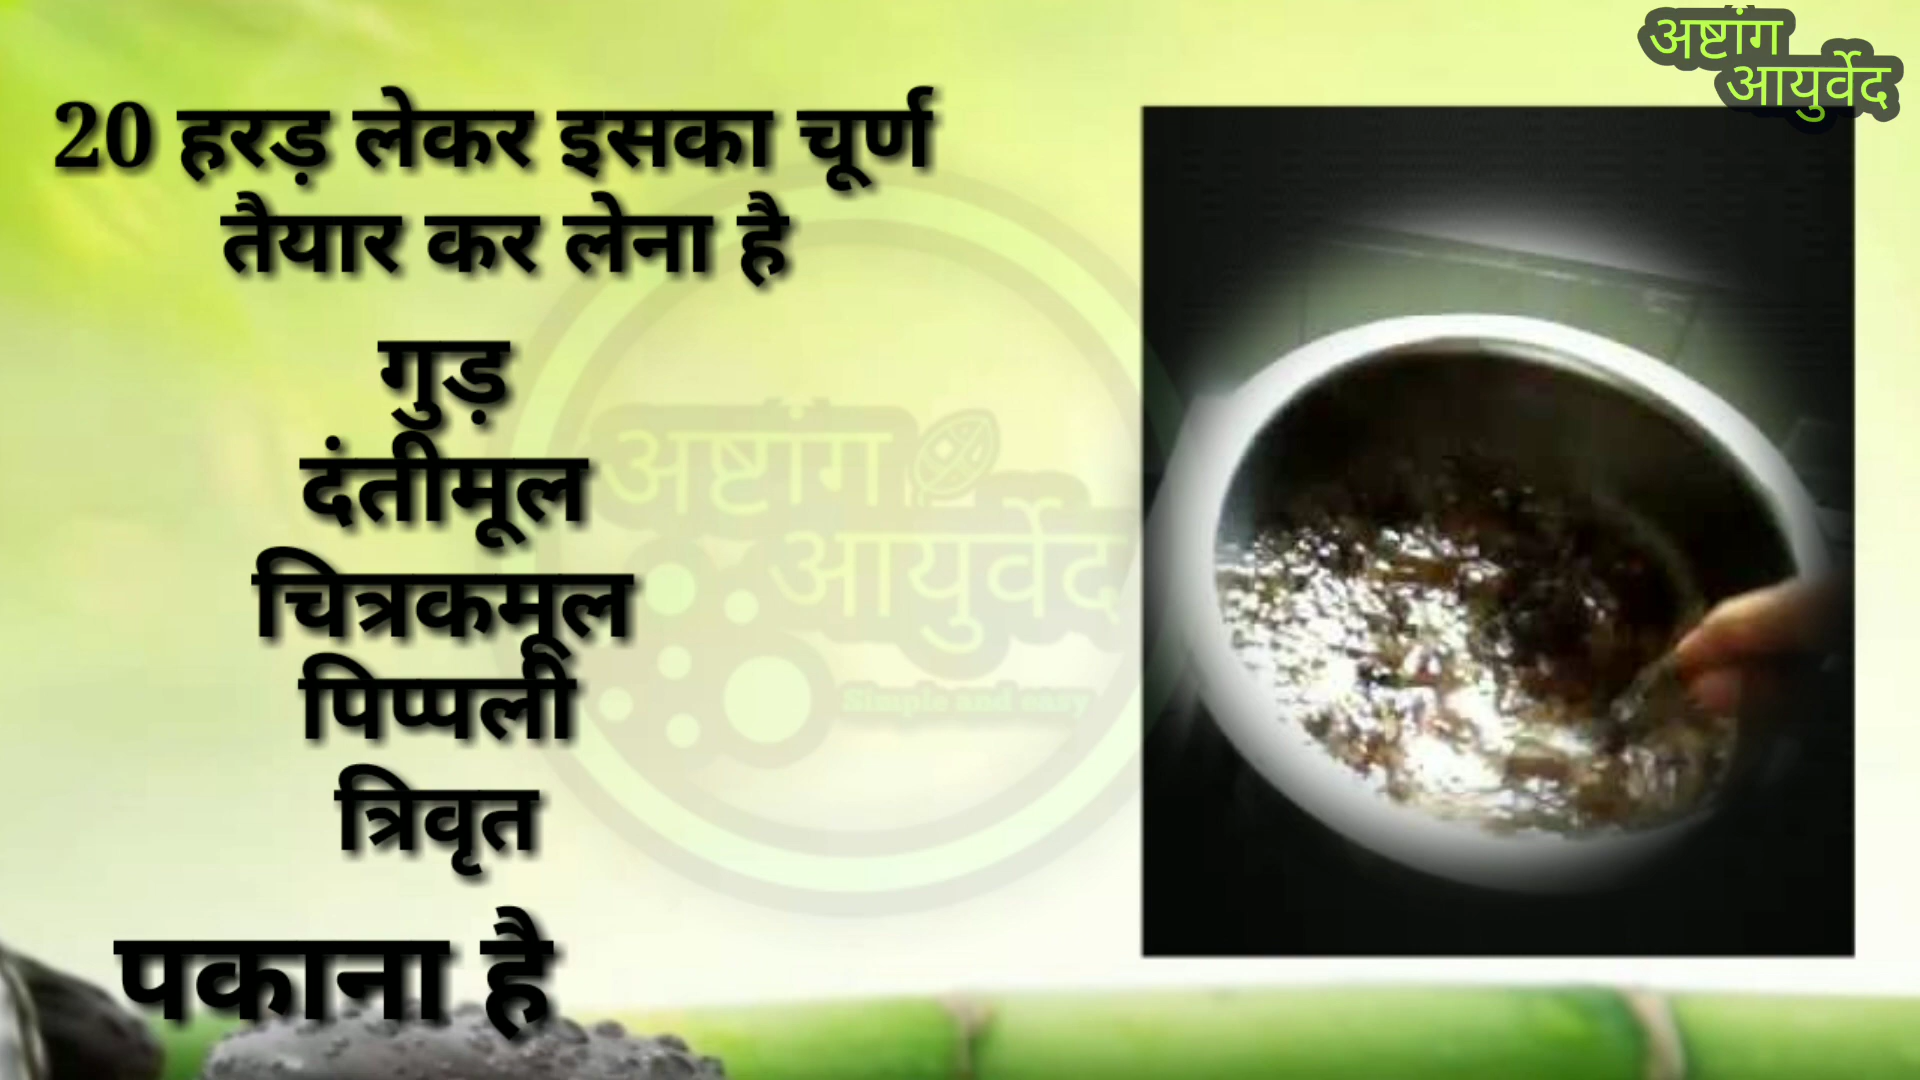 अष्टांग
आयुर्वेद
20 हरड़ लेकर इसका चूर्ण
तैयार कर लेना है
गुड़
दंतीमूल
चित्रकमूल
पिप्पली
त्रिवृत
पकाना है
अष्टांग
आयुर्वेद
Simple and easy